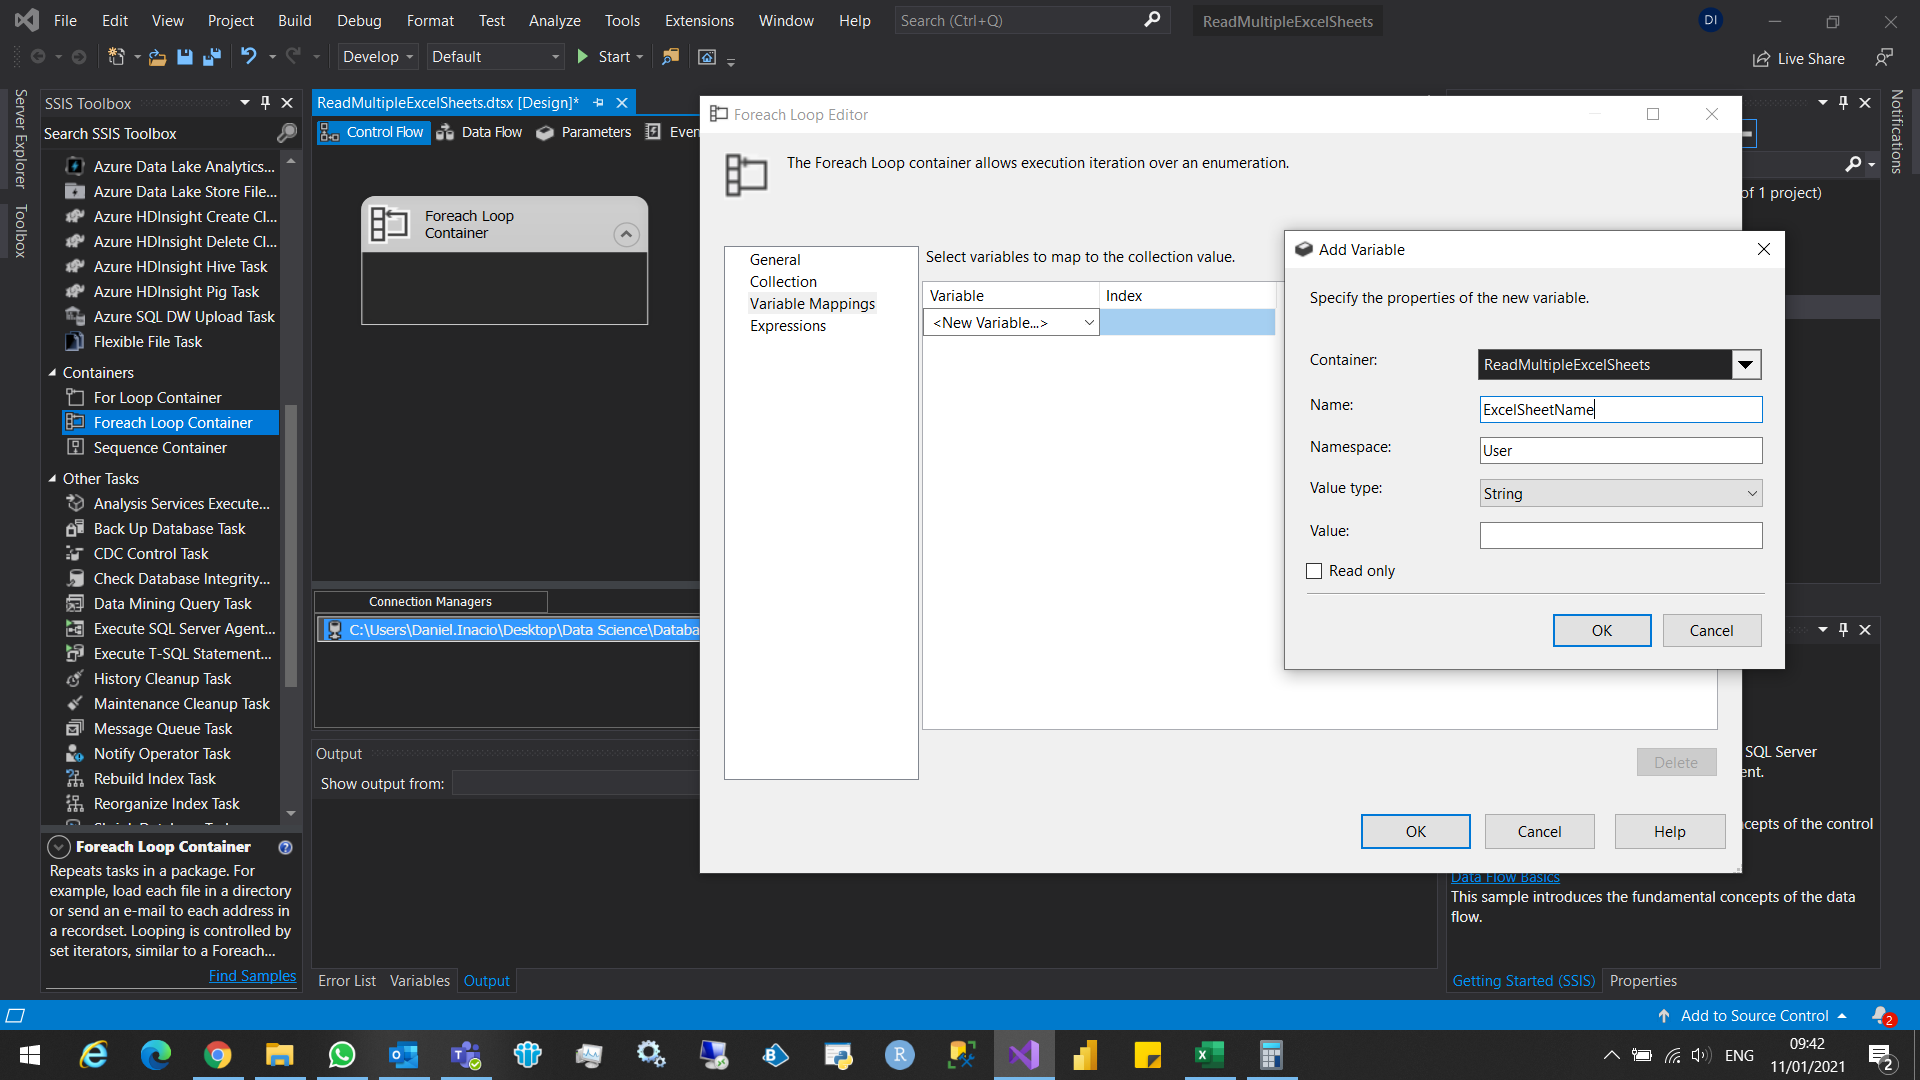 File Edit View Project Build Debug Format Test Analyze Tools Extensions Window Help Search (Ctrl+Q) ReadMultipleExcelSheets DI
Develop Default Start Live Share
Server Explorer
Toolbox
SSIS Toolbox
Search SSIS Toolbox
Azure Data Lake Analytics...
Azure Data Lake Store File...
Azure HDInsight Create Cl...
Azure HDInsight Delete Cl...
Azure HDInsight Hive Task
Azure HDInsight Pig Task
Azure SQL DW Upload Task
Flexible File Task
Containers
For Loop Container
Foreach Loop Container
Sequence Container
Other Tasks
Analysis Services Execute...
Back Up Database Task
CDC Control Task
Check Database Integrity...
Data Mining Query Task
Execute SQL Server Agent...
Execute T-SQL Statement...
History Cleanup Task
Maintenance Cleanup Task
Message Queue Task
Notify Operator Task
Rebuild Index Task
Reorganize Index Task
Foreach Loop Container
Repeats tasks in a package. For
example, load each file in a directory
or send an e-mail to each address in
a recordset. Looping is controlled by
set iterators, similar to a Foreach...
Find Samples
ReadMultipleExcelSheets.dtsx [Design]*
Control Flow Data Flow Parameters Even
Foreach Loop
Container
Connection Managers
C:\Users\Daniel.Inacio\Desktop\Data Science\Databa
Output
Show output from:
Error List Variables Output
Foreach Loop Editor
The Foreach Loop container allows execution iteration over an enumeration.
General
Collection
Variable Mappings
Expressions
Select variables to map to the collection value.
Variable Index
<New Variable...>
Delete
OK Cancel Help
Add Variable
Specify the properties of the new variable.
Container: ReadMultipleExcelSheets
Name: ExcelSheetName
Namespace: User
Value type: String
Value:
Read only
OK Cancel
Notifications
of 1 project)
SQL Server
ent.
cepts of the control
Data Flow Basics
This sample introduces the fundamental concepts of the data
flow.
Getting Started (SSIS) Properties
Add to Source Control 2
ENG
09:42
11/01/2021
2